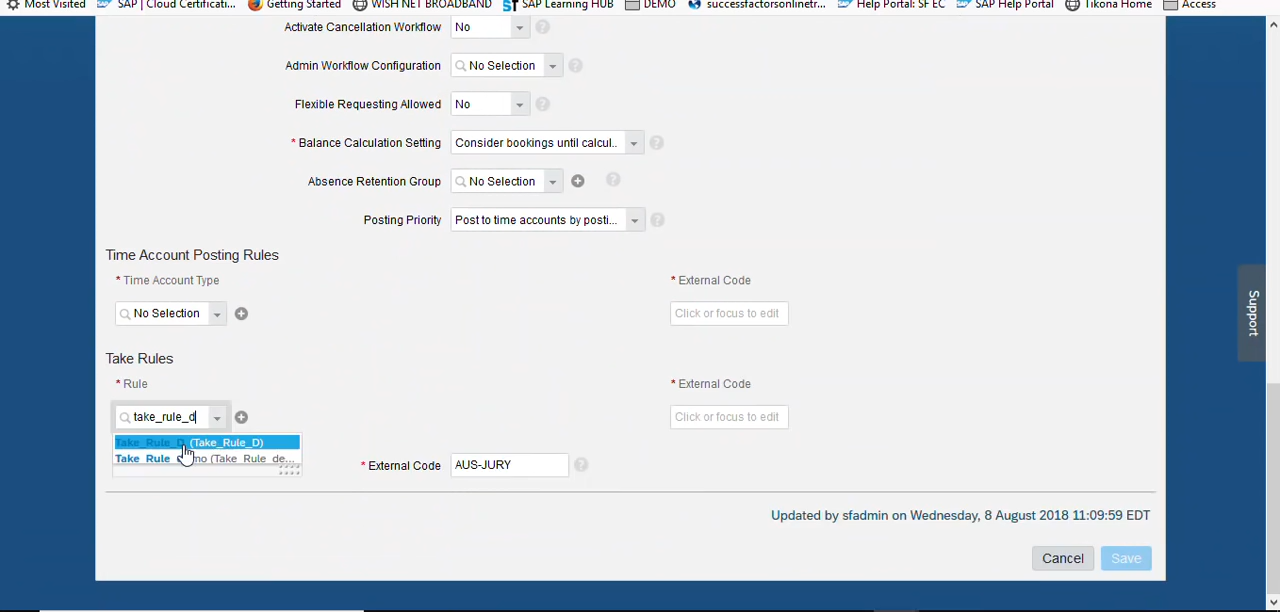 Most Visited SAP | Cloud Certificati... Getting Started WISH NET BROADBAND SAP Learning HUB DEMO successfactorsonlinetr... Help Portal: SF EC SAP Help Portal Tikona Home Access
Activate Cancellation Workflow No
Admin Workflow Configuration No Selection
Flexible Requesting Allowed No
* Balance Calculation Setting Consider bookings until calcul..
Absence Retention Group No Selection
Posting Priority Post to time accounts by posti...
Time Account Posting Rules
* Time Account Type * External Code
No Selection Click or focus to edit
Take Rules
* Rule * External Code
take_rule_d Click or focus to edit
Take_Rule_D (Take_Rule_D)
Take_Rule mo (Take_Rule_de...
* External Code AUS-JURY
Updated by sfadmin on Wednesday, 8 August 2018 11:09:59 EDT
Cancel Save
Support